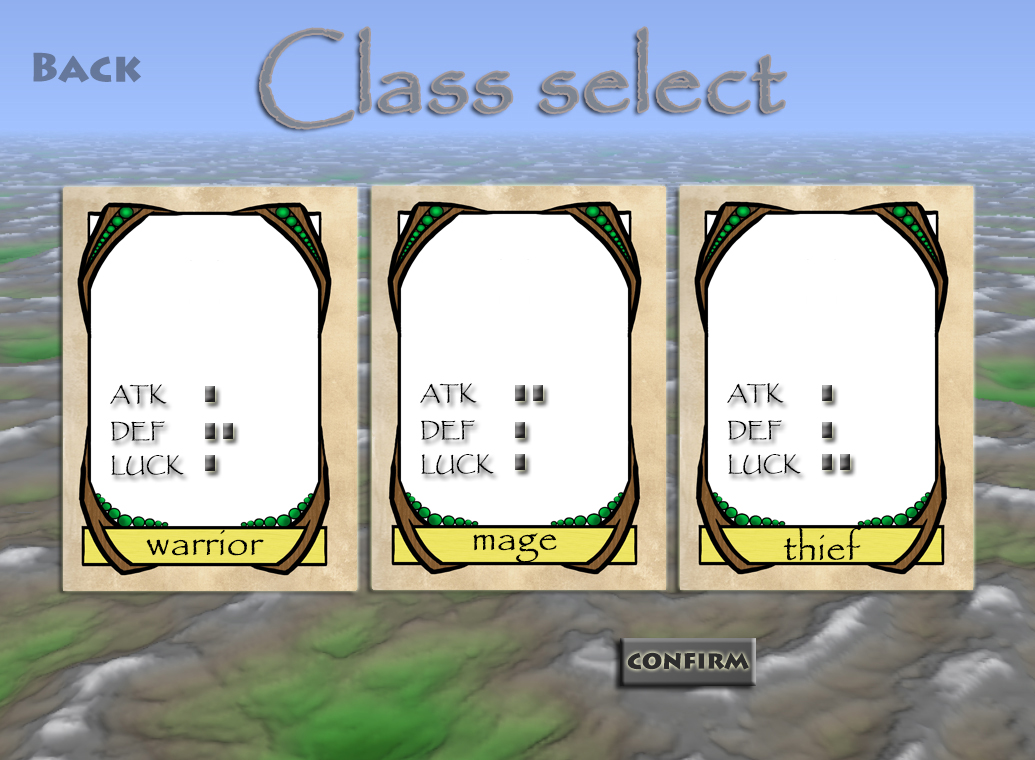 Back
Class select
ATK
DEF
LUCK
warrior
ATK
DEF
LUCK
mage
ATK
DEF
LUCK
thief
CONFIRM